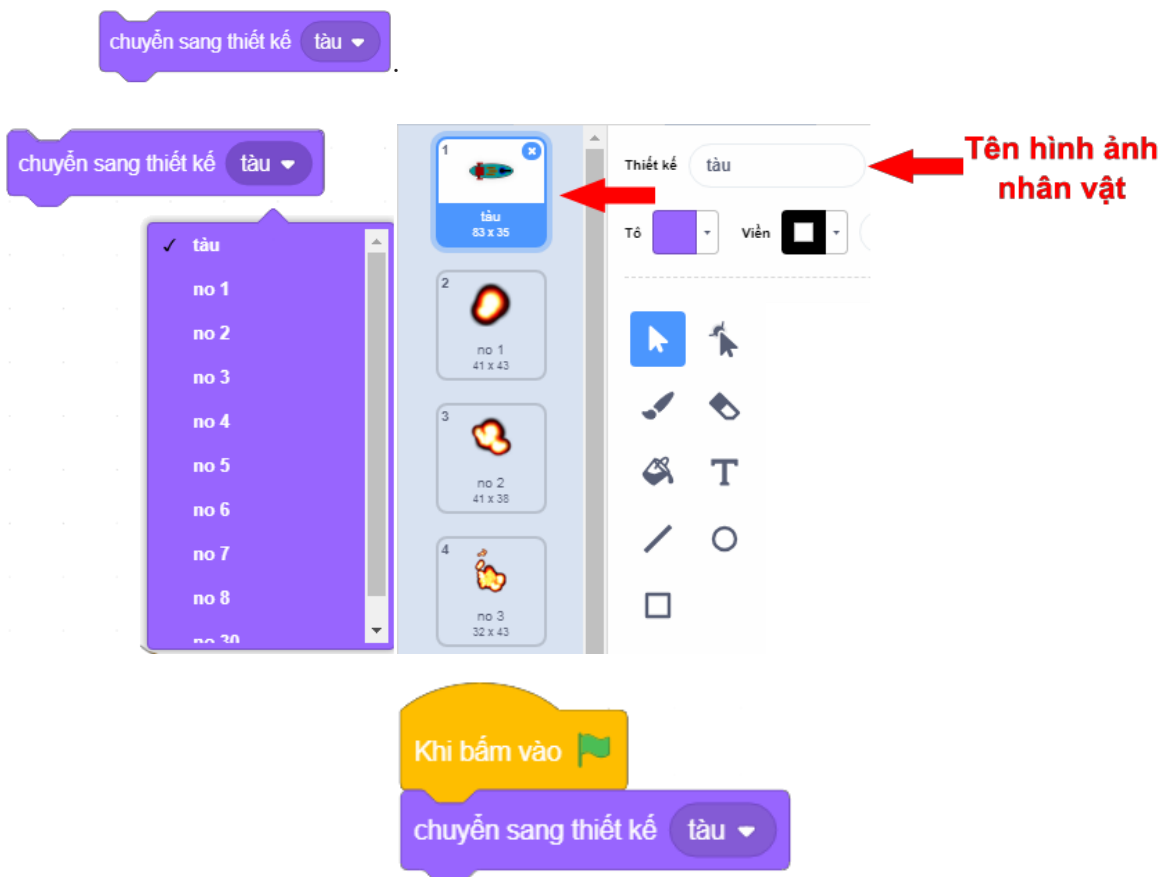 chuyển sang thiết kế tàu
.
chuyển sang thiết kế tàu
✓ tàu
no 1
no 2
no 3
no 4
no 5
no 6
no 7
no 8
no 30
1
tàu
83 x 35
2
no 1
41 x 43
3
no 2
41 x 38
4
no 3
32 x 43
Thiết kế tàu
Tô Viền
T
Tên hình ảnh
nhân vật
Khi bấm vào
chuyển sang thiết kế tàu